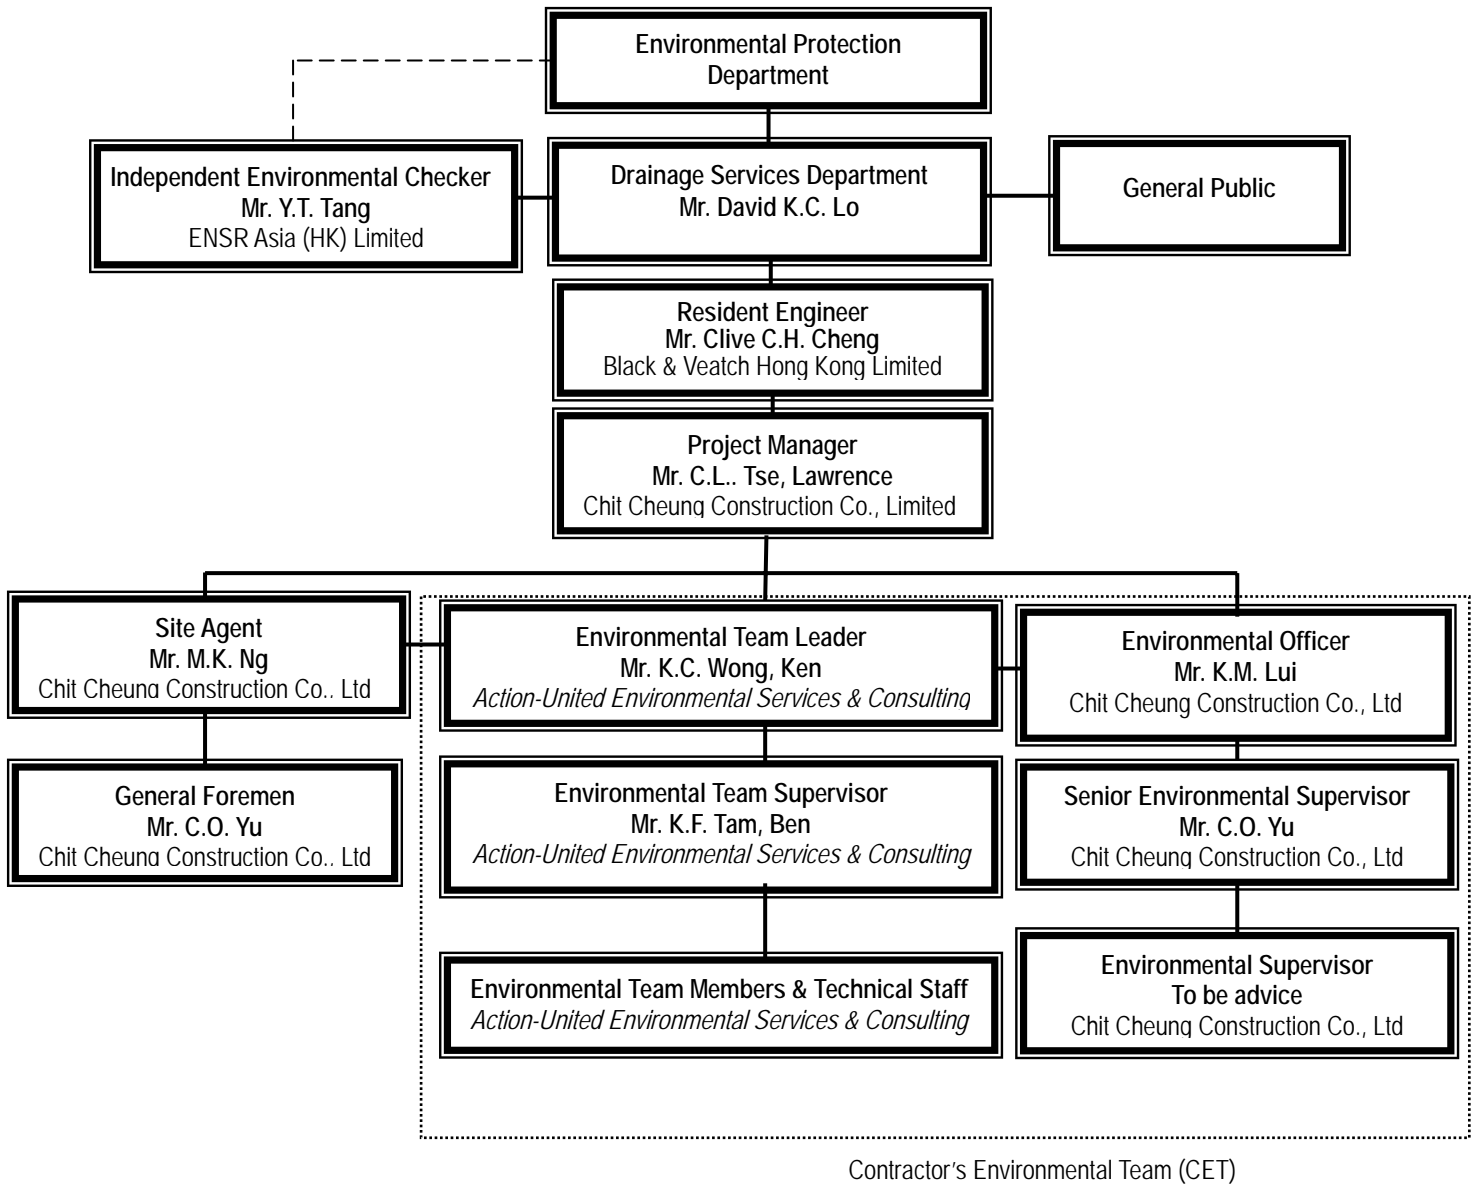 Environmental Protection
Department
Independent Environmental Checker
Mr. Y.T. Tang
ENSR Asia (HK) Limited
Drainage Services Department
Mr. David K.C. Lo
General Public
Resident Engineer
Mr. Clive C.H. Cheng
Black & Veatch Hong Kong Limited
Project Manager
Mr. C.L.. Tse, Lawrence
Chit Cheung Construction Co., Limited
Site Agent
Mr. M.K. Ng
Chit Cheung Construction Co., Ltd
Environmental Team Leader
Mr. K.C. Wong, Ken
Action-United Environmental Services & Consulting
Environmental Officer
Mr. K.M. Lui
Chit Cheung Construction Co., Ltd
General Foremen
Mr. C.O. Yu
Chit Cheung Construction Co., Ltd
Environmental Team Supervisor
Mr. K.F. Tam, Ben
Action-United Environmental Services & Consulting
Senior Environmental Supervisor
Mr. C.O. Yu
Chit Cheung Construction Co., Ltd
Environmental Team Members & Technical Staff
Action-United Environmental Services & Consulting
Environmental Supervisor
To be advice
Chit Cheung Construction Co., Ltd
Contractor's Environmental Team (CET)